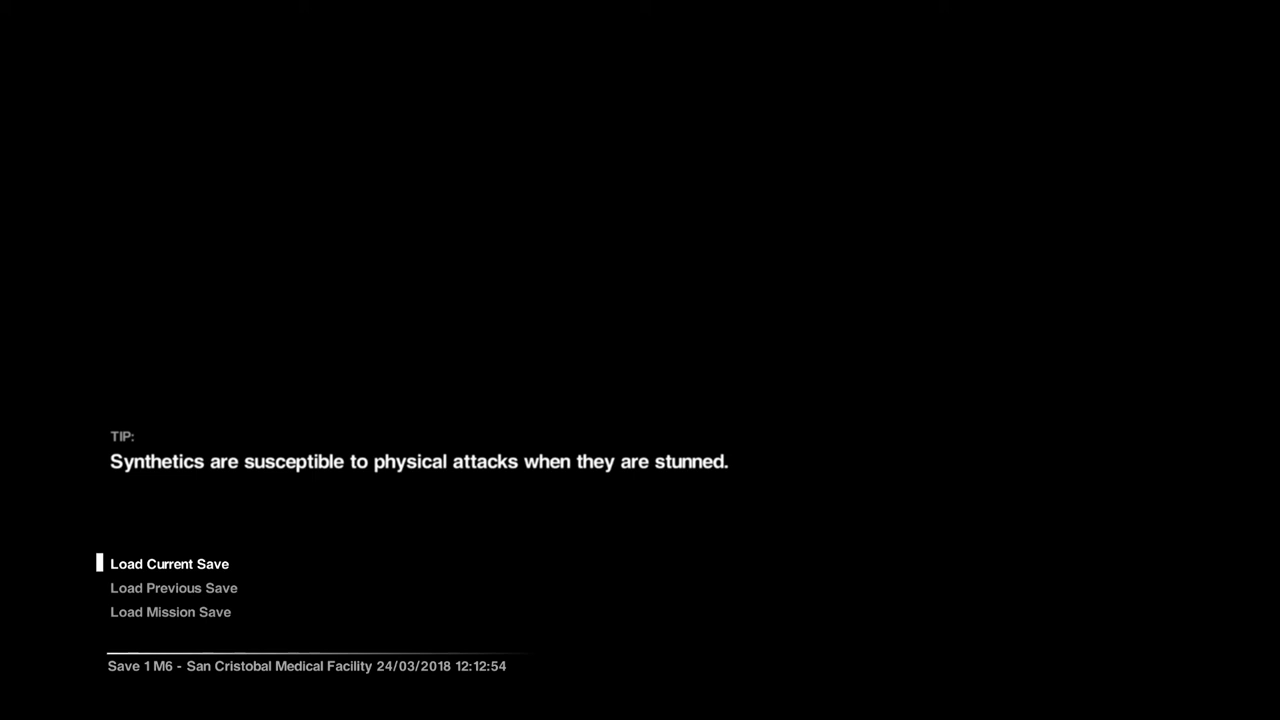 TIP:
Synthetics are susceptible to physical attacks when they are stunned.
Load Current Save
Load Previous Save
Load Mission Save
Save 1 M6 - San Cristobal Medical Facility 24/03/2018 12:12:54